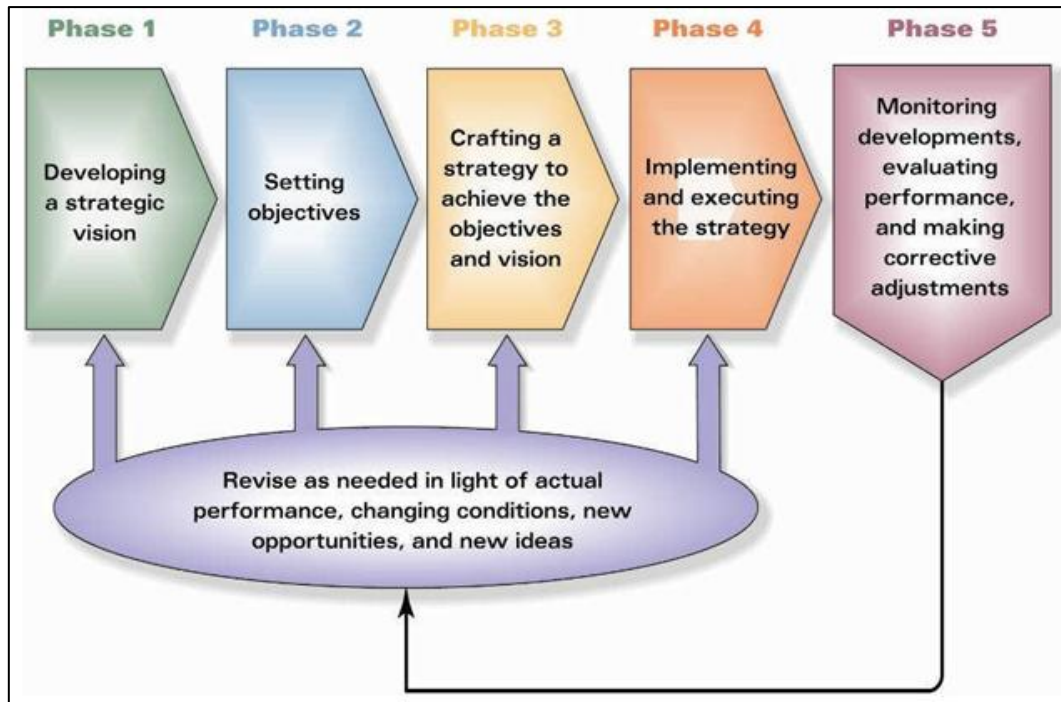 Phase 1
Phase 2
Phase 3
Phase 4
Phase 5
Developing
a strategic
vision
Setting
objectives
Crafting a
strategy to
achieve the
objectives
and vision
Implementing
and executing
the strategy
Monitoring
developments,
evaluating
performance,
and making
corrective
adjustments
Revise as needed in light of actual
performance, changing conditions, new
opportunities, and new ideas